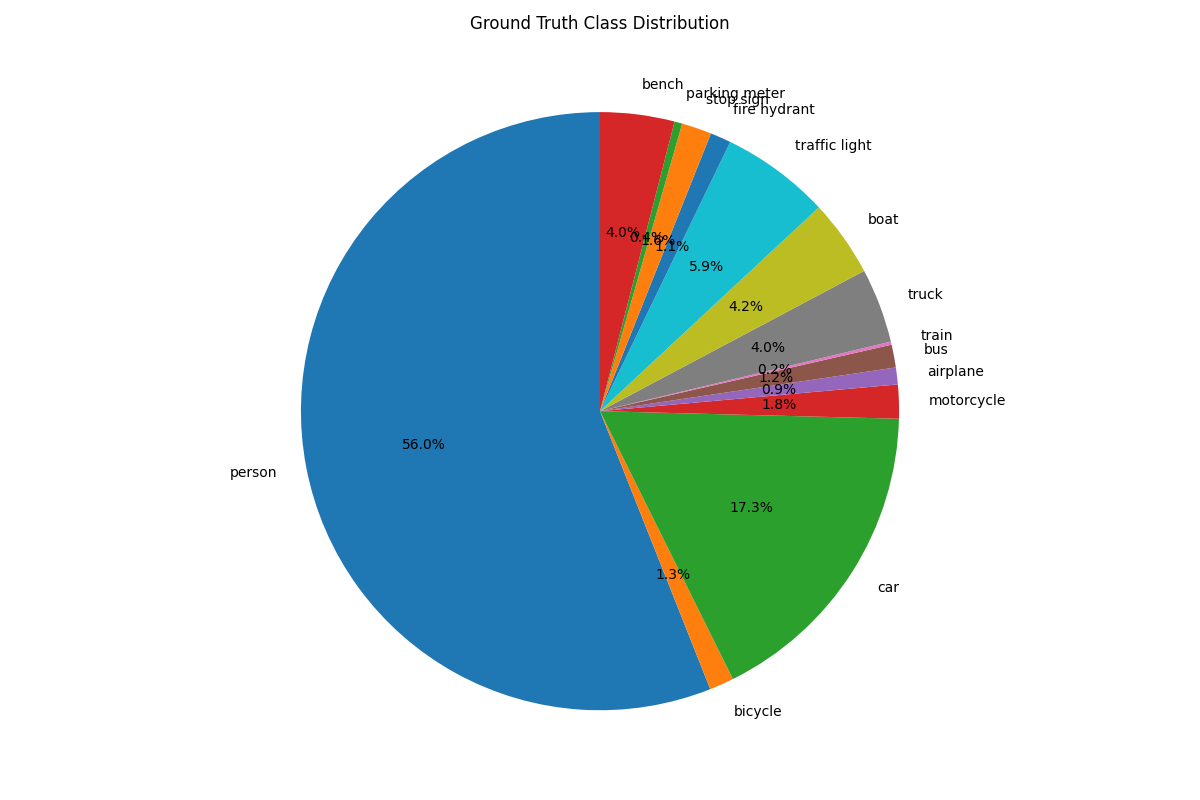 Ground Truth Class Distribution
bench
parking meter
stop sign
fire hydrant
traffic light
boat
truck
train
bus
airplane
motorcycle
car
bicycle
person
4.0%
0.4%
1.6%
1.1%
5.9%
4.2%
4.0%
0.2%
1.2%
0.9%
1.8%
17.3%
1.3%
56.0%